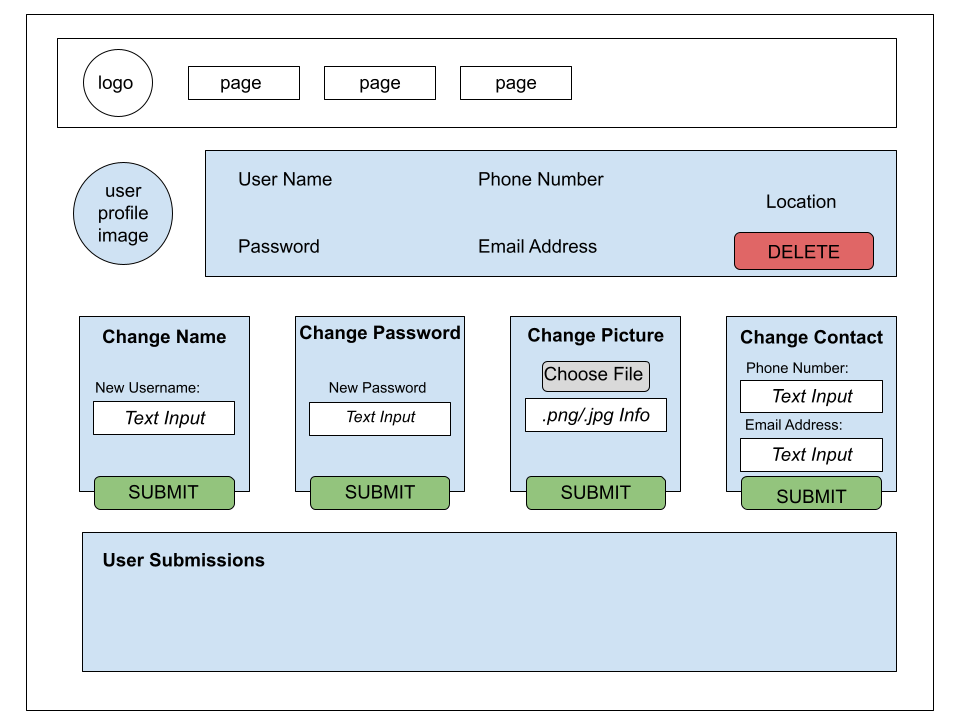 logo
page
page
page
user
profile
image
User Name
Phone Number
Location
Password
Email Address
DELETE
Change Name
New Username:
Text Input
SUBMIT
Change Password
New Password
Text Input
SUBMIT
Change Picture
Choose File
.png/.jpg Info
SUBMIT
Change Contact
Phone Number:
Text Input
Email Address:
Text Input
SUBMIT
User Submissions